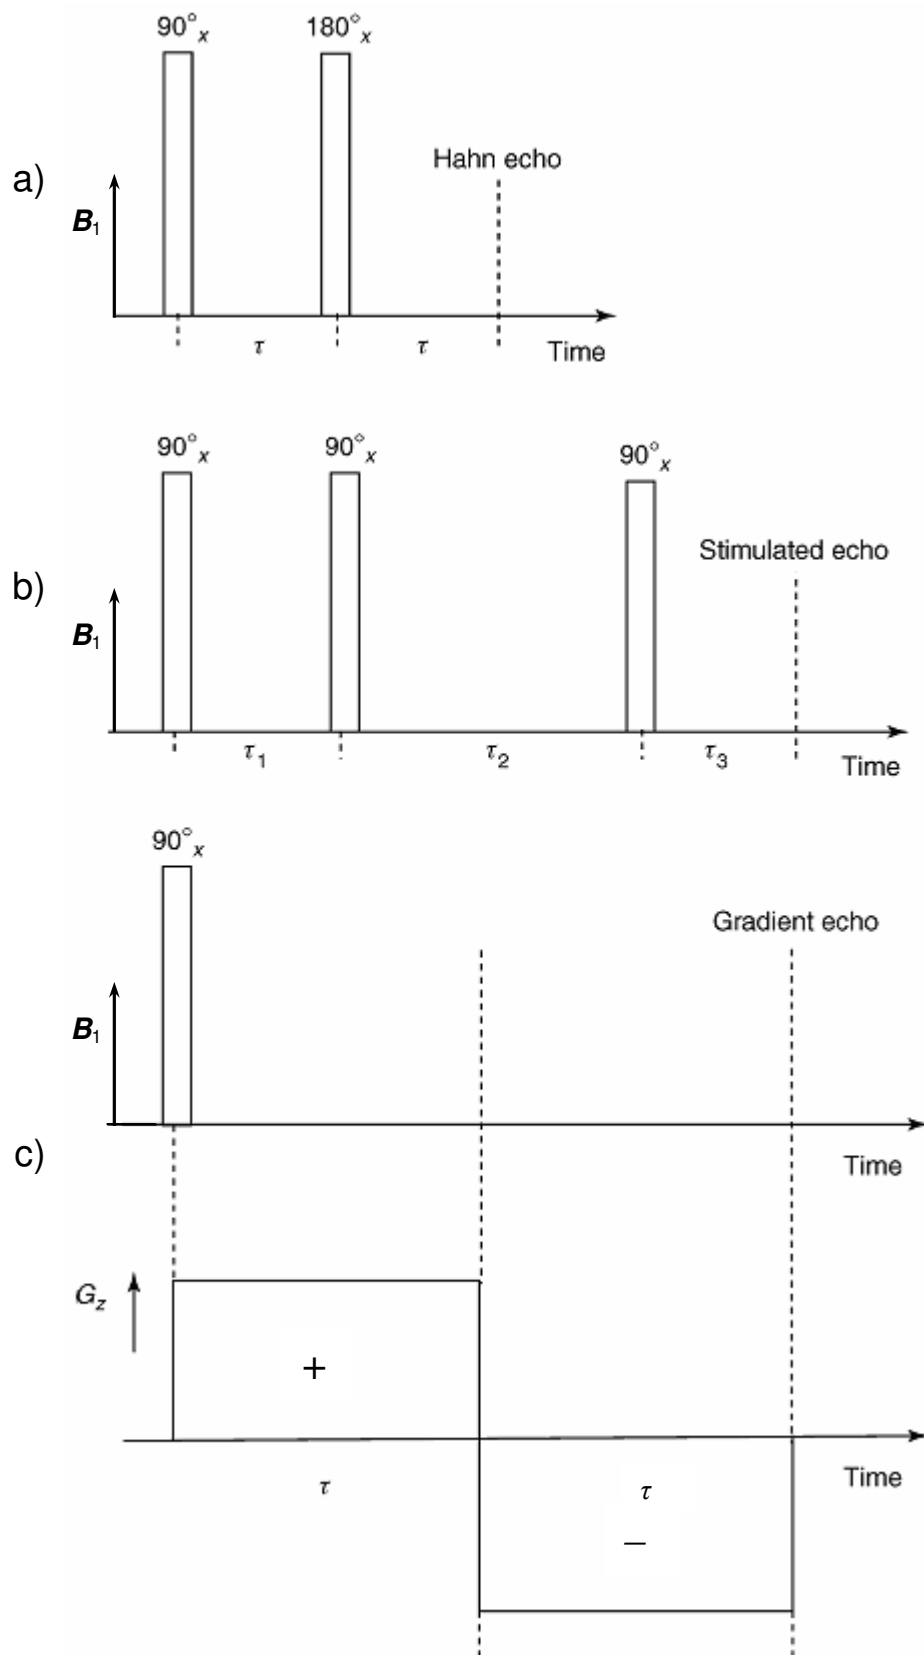 90°x 180°x
Hahn echo
a)
B1
τ τ
Time
90°x 90°x 90°x
Stimulated echo
b)
B1
τ1 τ2 τ3
Time
90°x
Gradient echo
B1
c)
Time
Gz
+
Time
τ τ
−